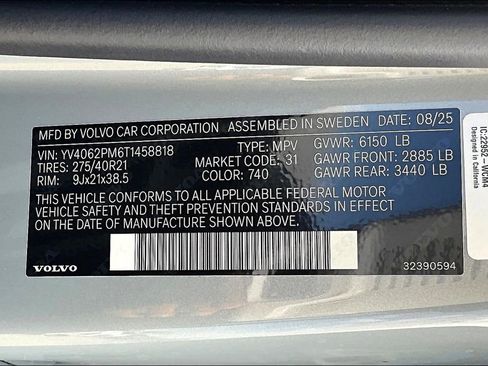 MFD BY VOLVO CAR CORPORATION ASSEMBLED IN SWEDEN DATE: 08/25
VIN: YV4062PM6T1458818 TYPE: MPV GVWR: 6150 LB
TIRES: 275/40R21 MARKET CODE: 31 GAWR FRONT: 2885 LB
RIM: 9Jx21x38.5 COLOR: 740 GAWR REAR: 3440 LB
THIS VEHICLE CONFORMS TO ALL APPLICABLE FEDERAL MOTOR
VEHICLE SAFETY AND THEFT PREVENTION STANDARDS IN EFFECT
ON THE DATE OF MANUFACTURE SHOWN ABOVE.
VOLVO 32390594
IC:22952-WCM4
Designed in California